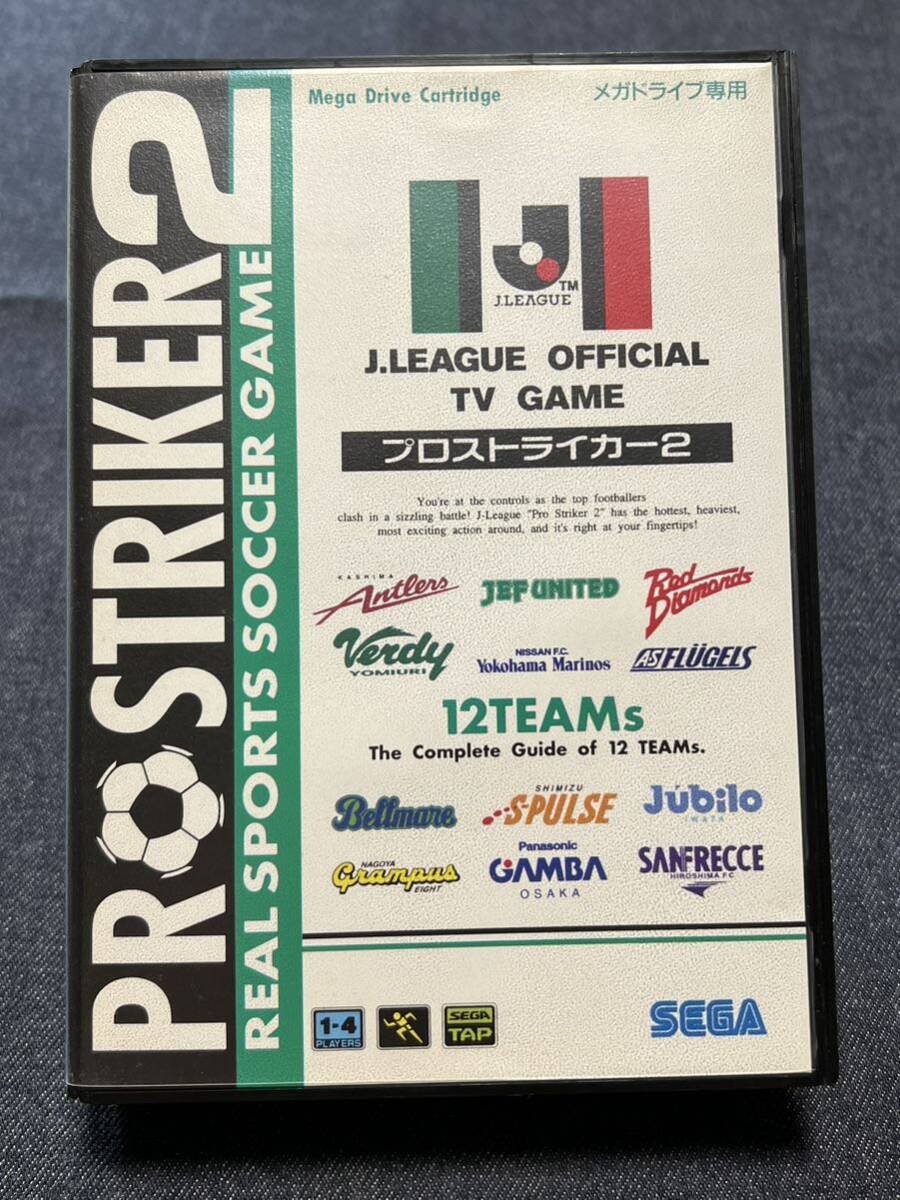 PRO STRIKER 2
REAL SPORTS SOCCER GAME
Mega Drive Cartridge
メガドライブ専用
TM
J.LEAGUE
J.LEAGUE OFFICIAL
TV GAME
プロストライカー2
You're at the controls as the top footballers
clash in a sizzling battle! J-League "Pro Striker 2" has the hottest, heaviest,
most exciting action around, and it's right at your fingertips!
KASHIMA
Antlers
JEF UNITED
Red
Diamonds
Verdy
YOMIURI
NISSAN F.C.
Yokohama Marinos
AS FLÜGELS
12TEAMs
The Complete Guide of 12 TEAMs.
Bellmare
SHIMIZU
S-PULSE
Júbilo
IWATA
NAGOYA
Grampus
EIGHT
Panasonic
GAMBA
OSAKA
SANFRECCE
HIROSHIMA.FC
1-4
PLAYERS
SEGA
TAP
SEGA